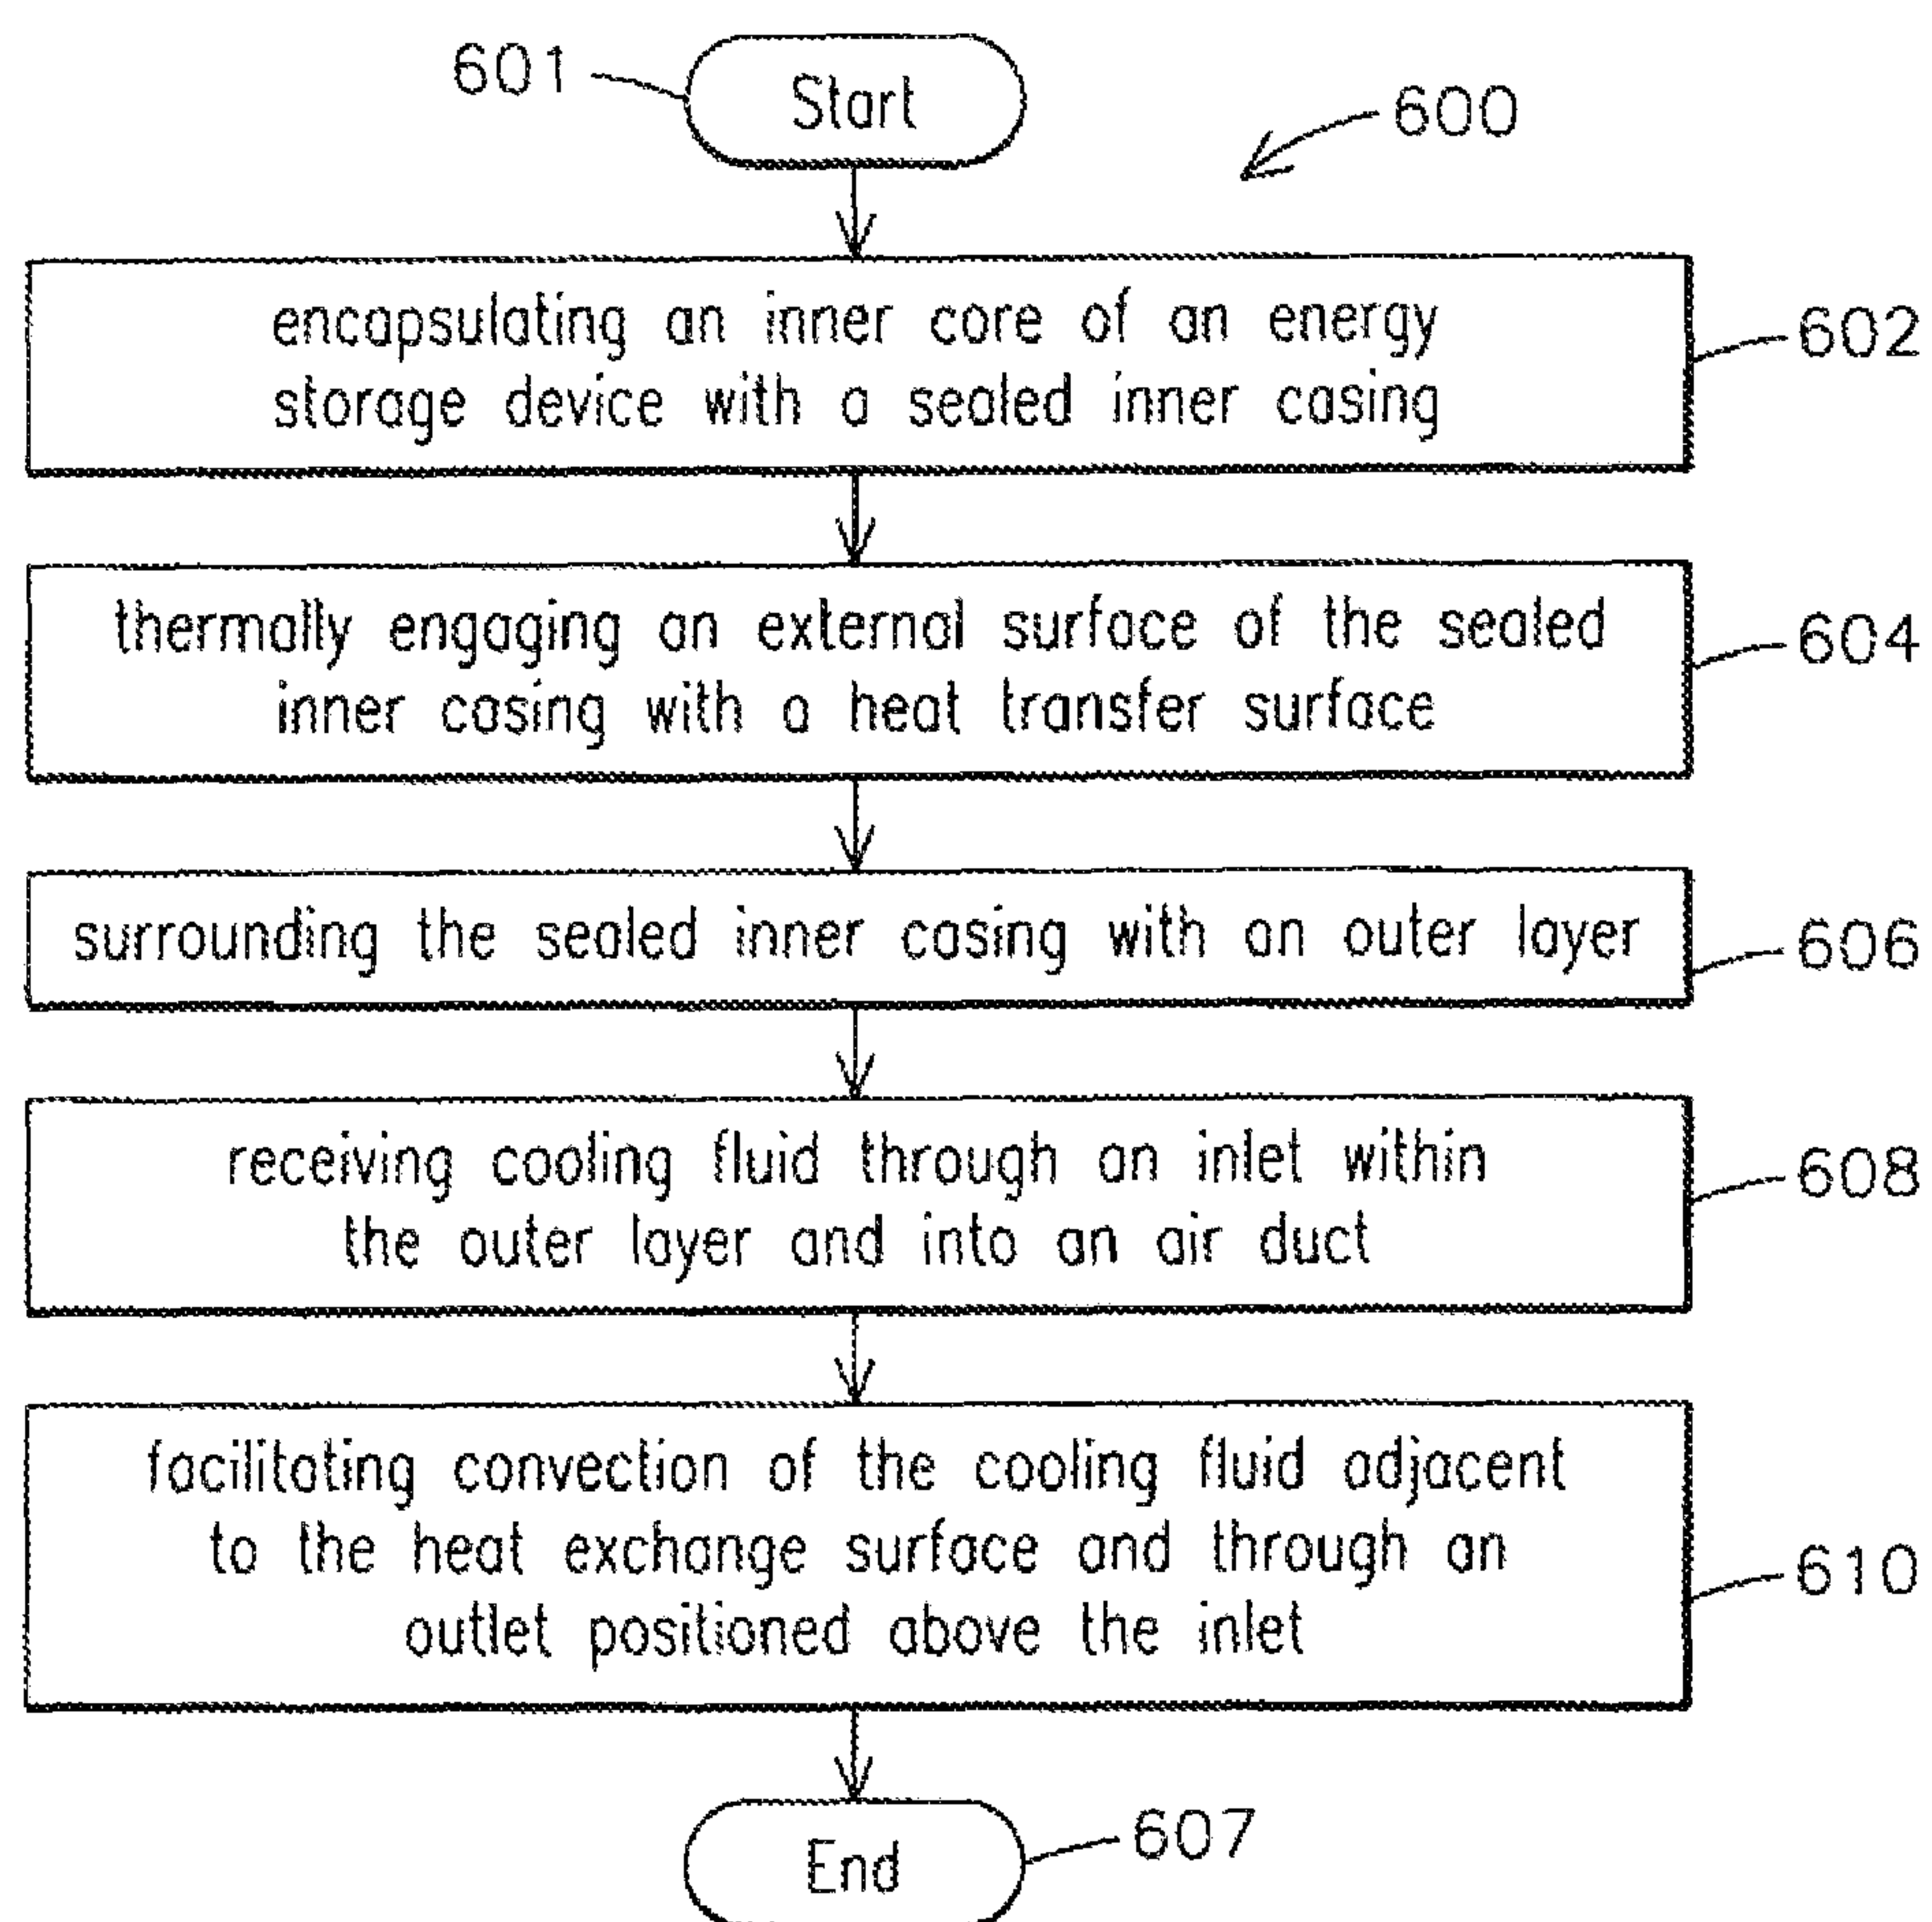 601
Start
600
encapsulating an inner core of an energy
storage device with a sealed inner casing
602
thermally engaging an external surface of the sealed
inner casing with a heat transfer surface
604
surrounding the sealed inner casing with an outer layer
606
receiving cooling fluid through an inlet within
the outer layer and into an air duct
608
facilitating convection of the cooling fluid adjacent
to the heat exchange surface and through an
outlet positioned above the inlet
610
End
607